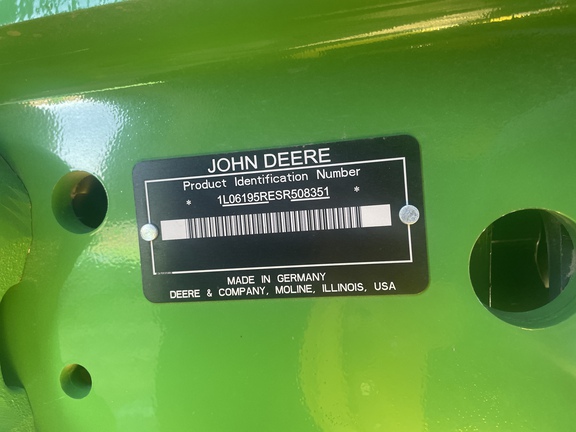 JOHN DEERE
Product Identification Number
* 1L06195RESR508351 *
MADE IN GERMANY
DEERE & COMPANY, MOLINE, ILLINOIS, USA